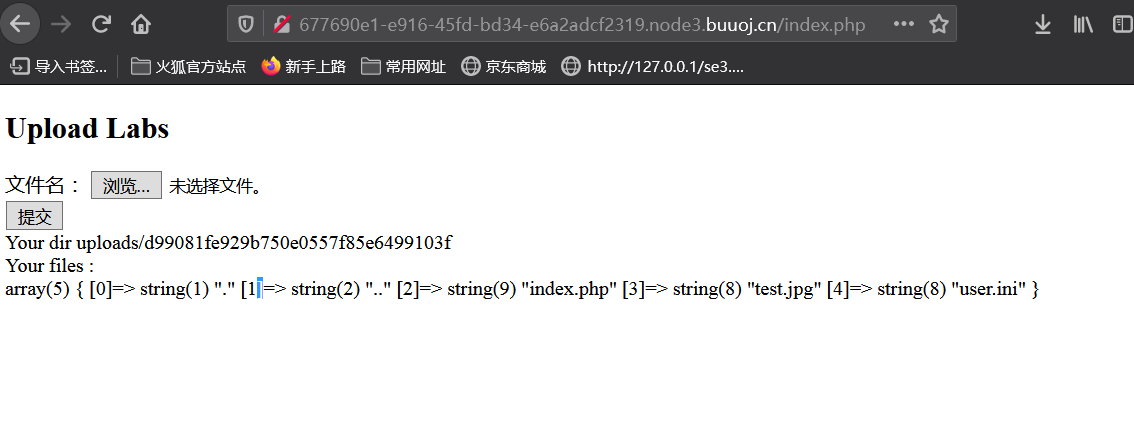 677690e1-e916-45fd-bd34-e6a2adcf2319.node3.buuoj.cn/index.php
导入书签... 火狐官方站点 新手上路 常用网址 京东商城 http://127.0.0.1/se3....
Upload Labs
文件名： 浏览... 未选择文件。
提交
Your dir uploads/d99081fe929b750e0557f85e6499103f
Your files :
array(5) { [0]=> string(1) "." [1]=> string(2) ".." [2]=> string(9) "index.php" [3]=> string(8) "test.jpg" [4]=> string(8) "user.ini" }